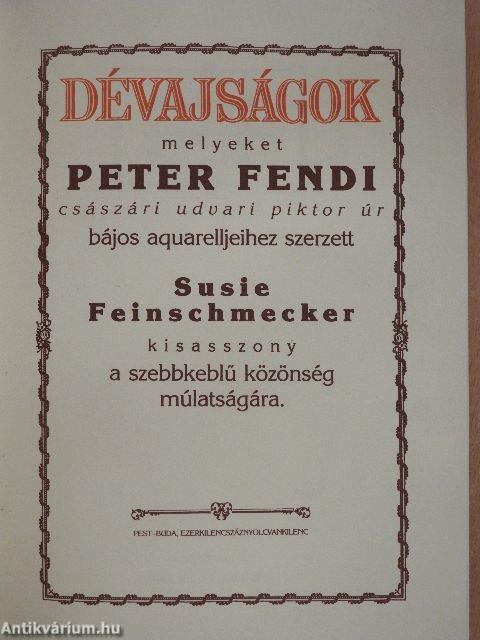 DÉVAJSÁGOK
melyeket
PETER FENDI
császári udvari piktor úr
bájos aquarelljeihez szerzett
Susie
Feinschmecker
kisasszony
a szebbkeblű közönség
múlatságára.
PEST-BUDA, EZERKILENCSZÁZNYOLCVANKILENC
Antikvárium.hu